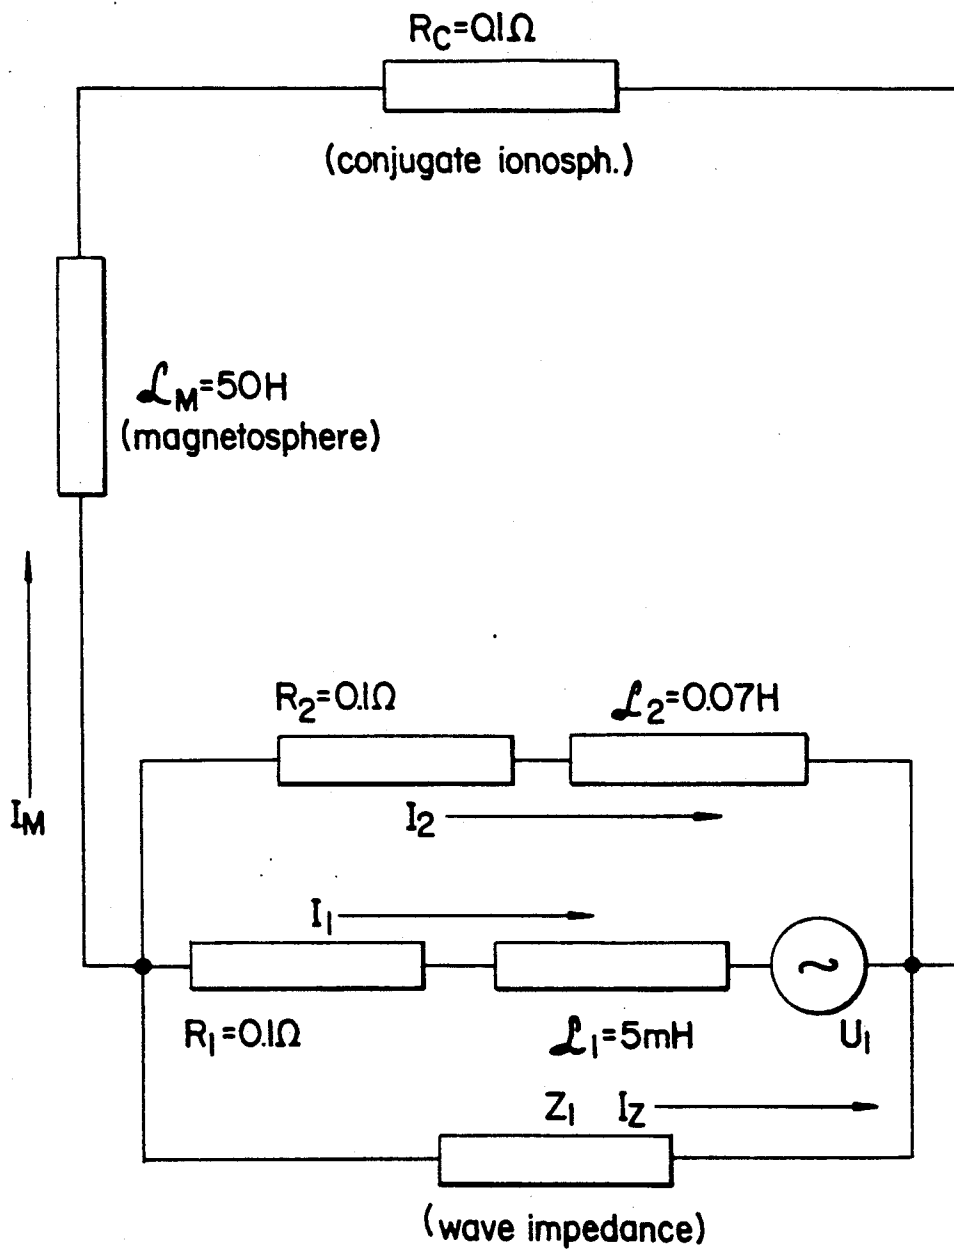 R_C=0.1Ω
(conjugate ionosph.)
ℒ_M=50H
(magnetosphere)
R_2=0.1Ω
ℒ_2=0.07H
I_M
I_2
I_1
R_1=0.1Ω
ℒ_1=5mH
U_1
Z_1
I_Z
(wave impedance)